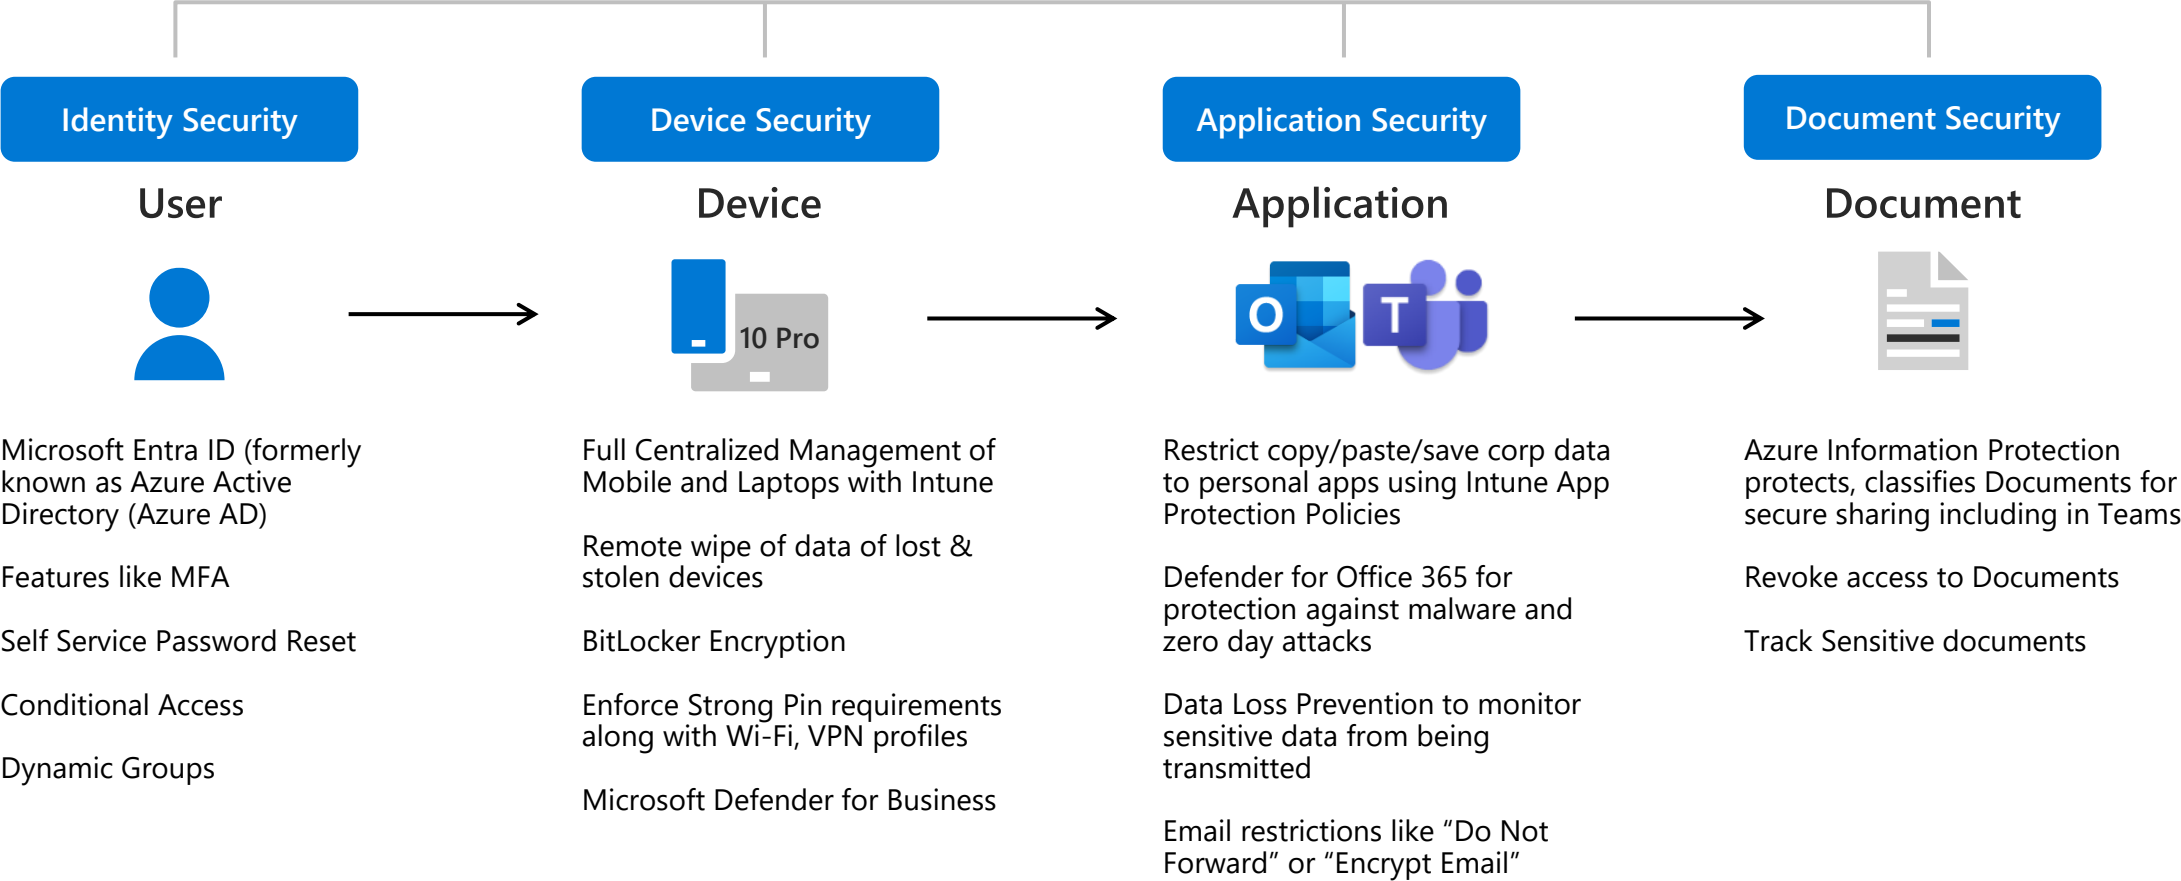 Identity Security
Device Security
Application Security
Document Security
User
Device
Application
Document
10 Pro
O
T
Microsoft Entra ID (formerly
known as Azure Active
Directory (Azure AD)
Features like MFA
Self Service Password Reset
Conditional Access
Dynamic Groups
Full Centralized Management of
Mobile and Laptops with Intune
Remote wipe of data of lost &
stolen devices
BitLocker Encryption
Enforce Strong Pin requirements
along with Wi-Fi, VPN profiles
Microsoft Defender for Business
Restrict copy/paste/save corp data
to personal apps using Intune App
Protection Policies
Defender for Office 365 for
protection against malware and
zero day attacks
Data Loss Prevention to monitor
sensitive data from being
transmitted
Email restrictions like “Do Not
Forward” or “Encrypt Email”
Azure Information Protection
protects, classifies Documents for
secure sharing including in Teams
Revoke access to Documents
Track Sensitive documents